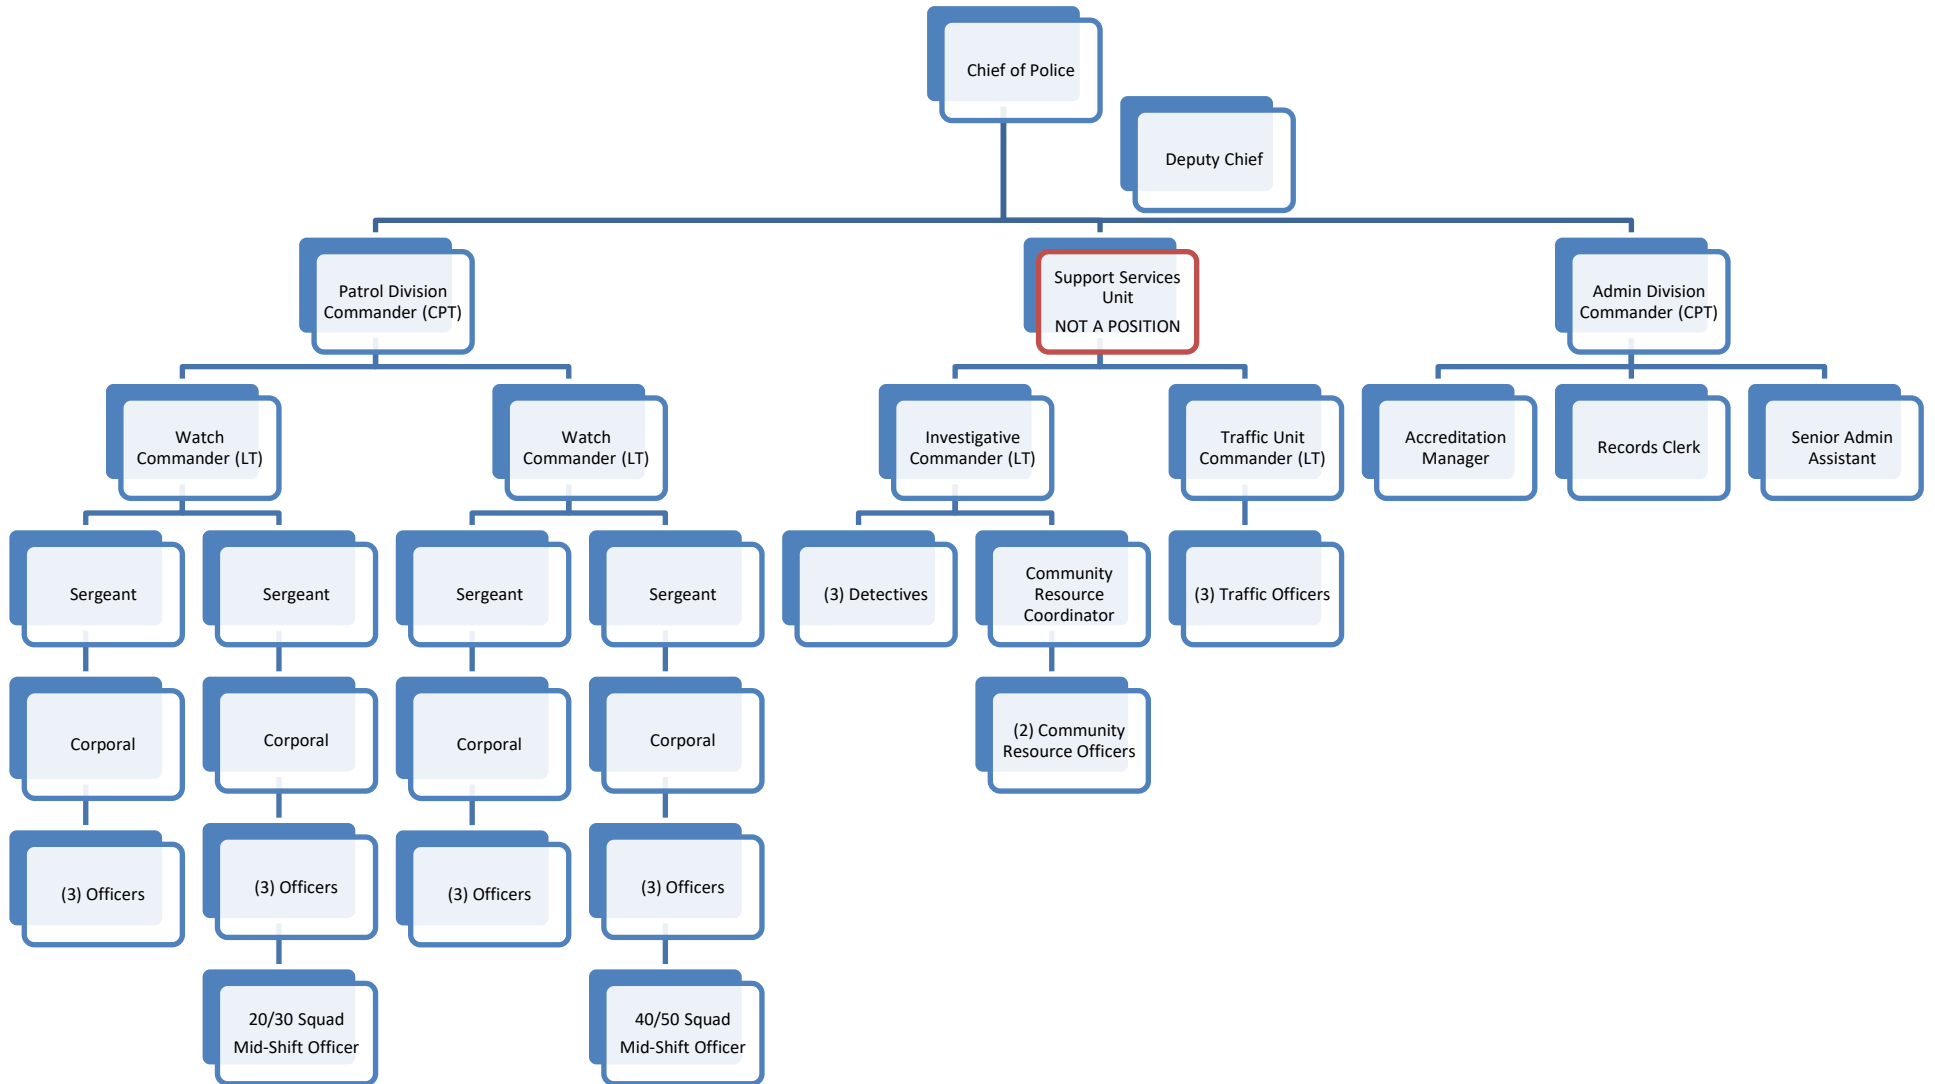 Chief of Police
Deputy Chief
Patrol Division
Commander (CPT)
Support Services
Unit
NOT A POSITION
Admin Division
Commander (CPT)
Watch
Commander (LT)
Watch
Commander (LT)
Investigative
Commander (LT)
Traffic Unit
Commander (LT)
Accreditation
Manager
Records Clerk
Senior Admin
Assistant
Sergeant
Sergeant
Sergeant
Sergeant
(3) Detectives
Community
Resource
Coordinator
(3) Traffic Officers
Corporal
Corporal
Corporal
Corporal
(2) Community
Resource Officers
(3) Officers
(3) Officers
(3) Officers
(3) Officers
20/30 Squad
Mid-Shift Officer
40/50 Squad
Mid-Shift Officer